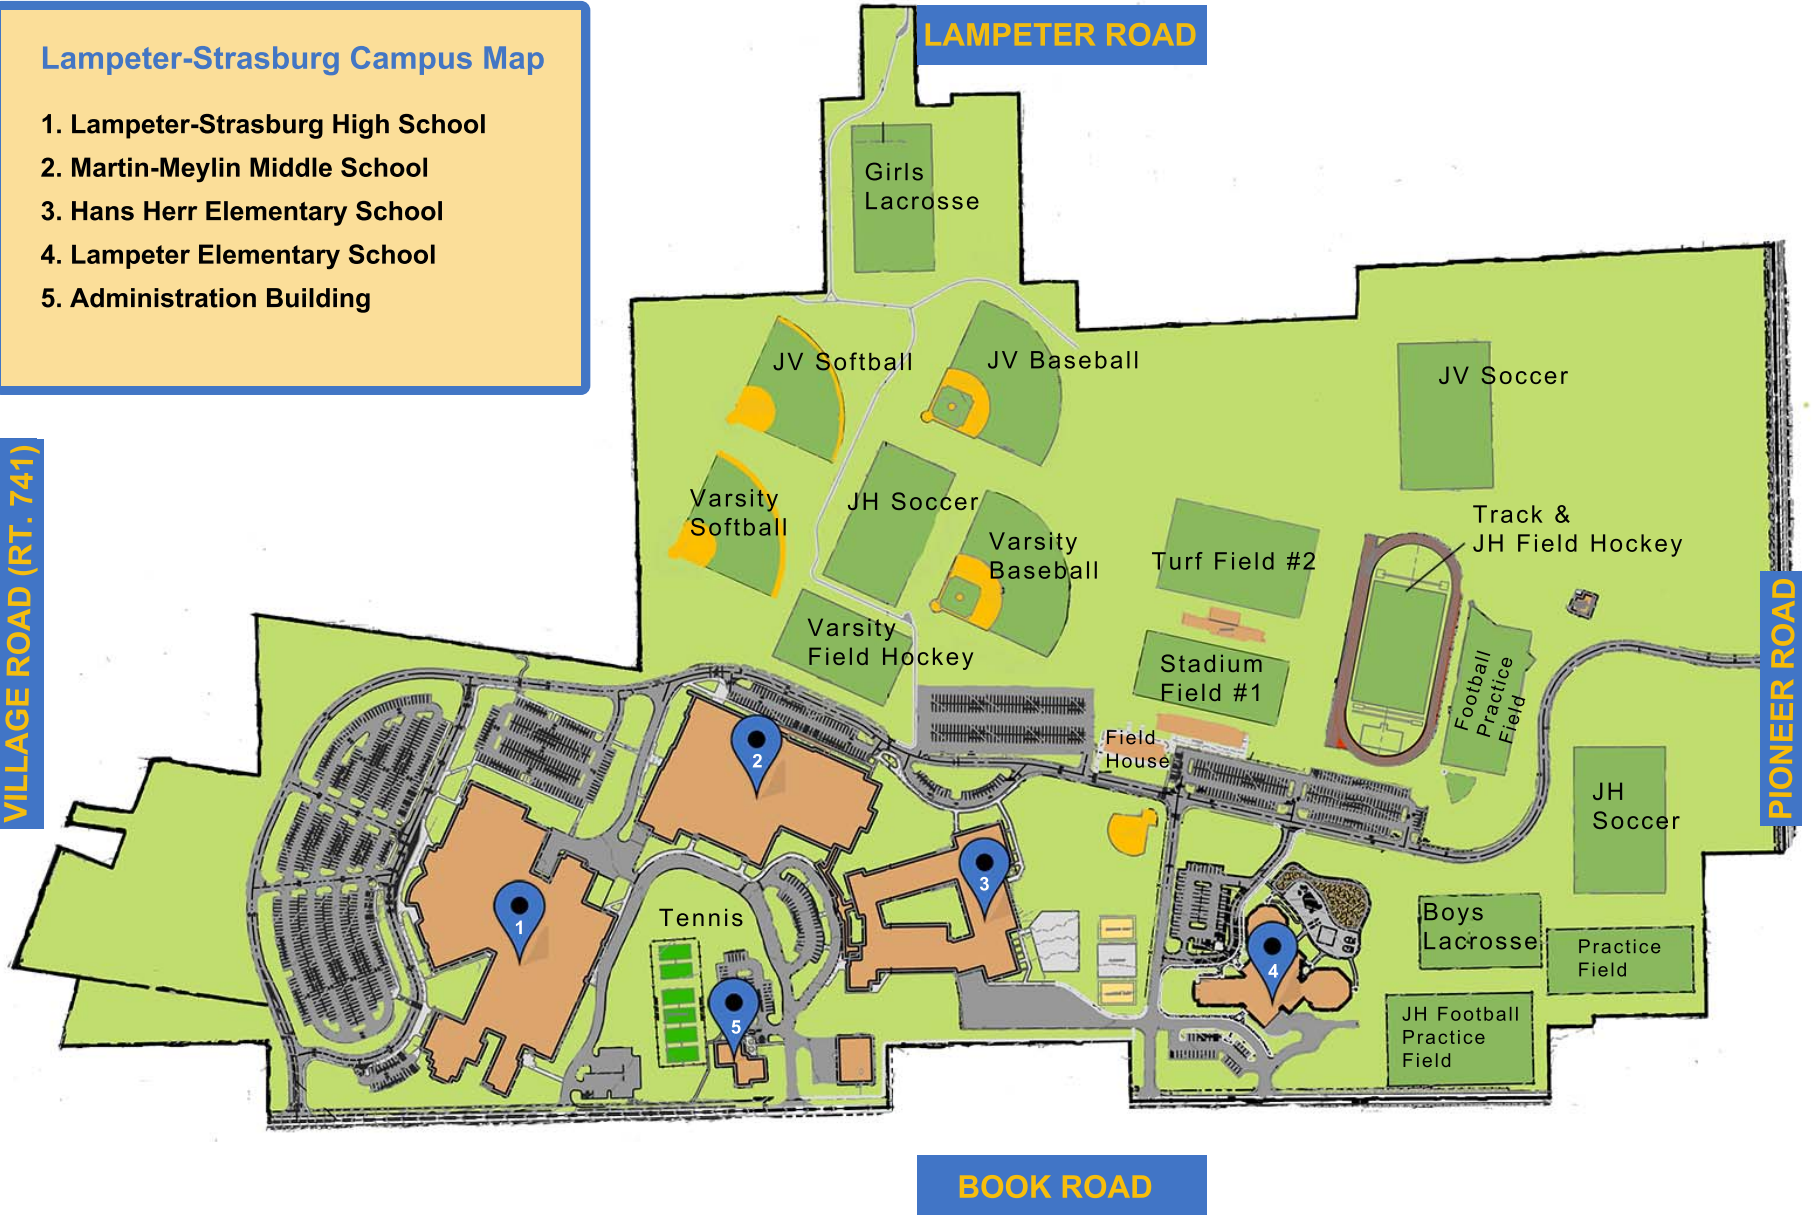 LAMPETER ROAD
Lampeter-Strasburg Campus Map
1. Lampeter-Strasburg High School
2. Martin-Meylin Middle School
3. Hans Herr Elementary School
4. Lampeter Elementary School
5. Administration Building
Girls
Lacrosse
JV Softball
JV Baseball
JV Soccer
VILLAGE ROAD (RT. 741)
Varsity
Softball
JH Soccer
Varsity
Baseball
Turf Field #2
Track &
JH Field Hockey
PIONEER ROAD
Varsity
Field Hockey
Stadium
Field #1
Football
Practice
Field
Field
House
JH
Soccer
2
3
1
Tennis
4
5
Boys
Lacrosse
Practice
Field
JH Football
Practice
Field
BOOK ROAD